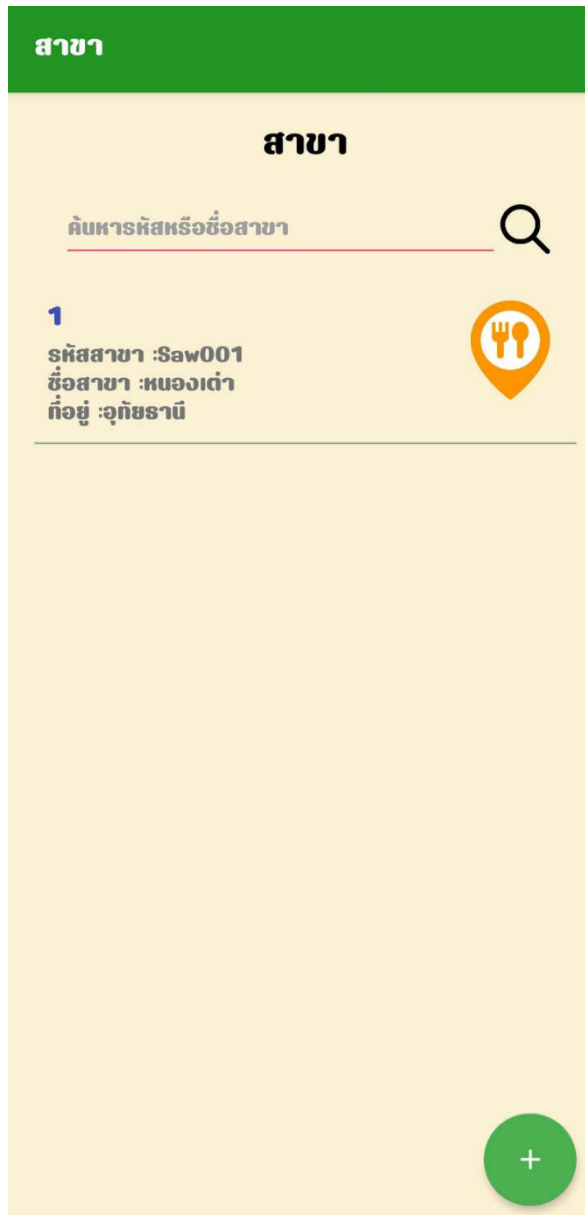 สาขา
สาขา
ค้นหารหัสหรือชื่อสาขา
1
รหัสสาขา :Saw001
ชื่อสาขา :หนองเต่า
ที่อยู่ :อุทัยธานี
+